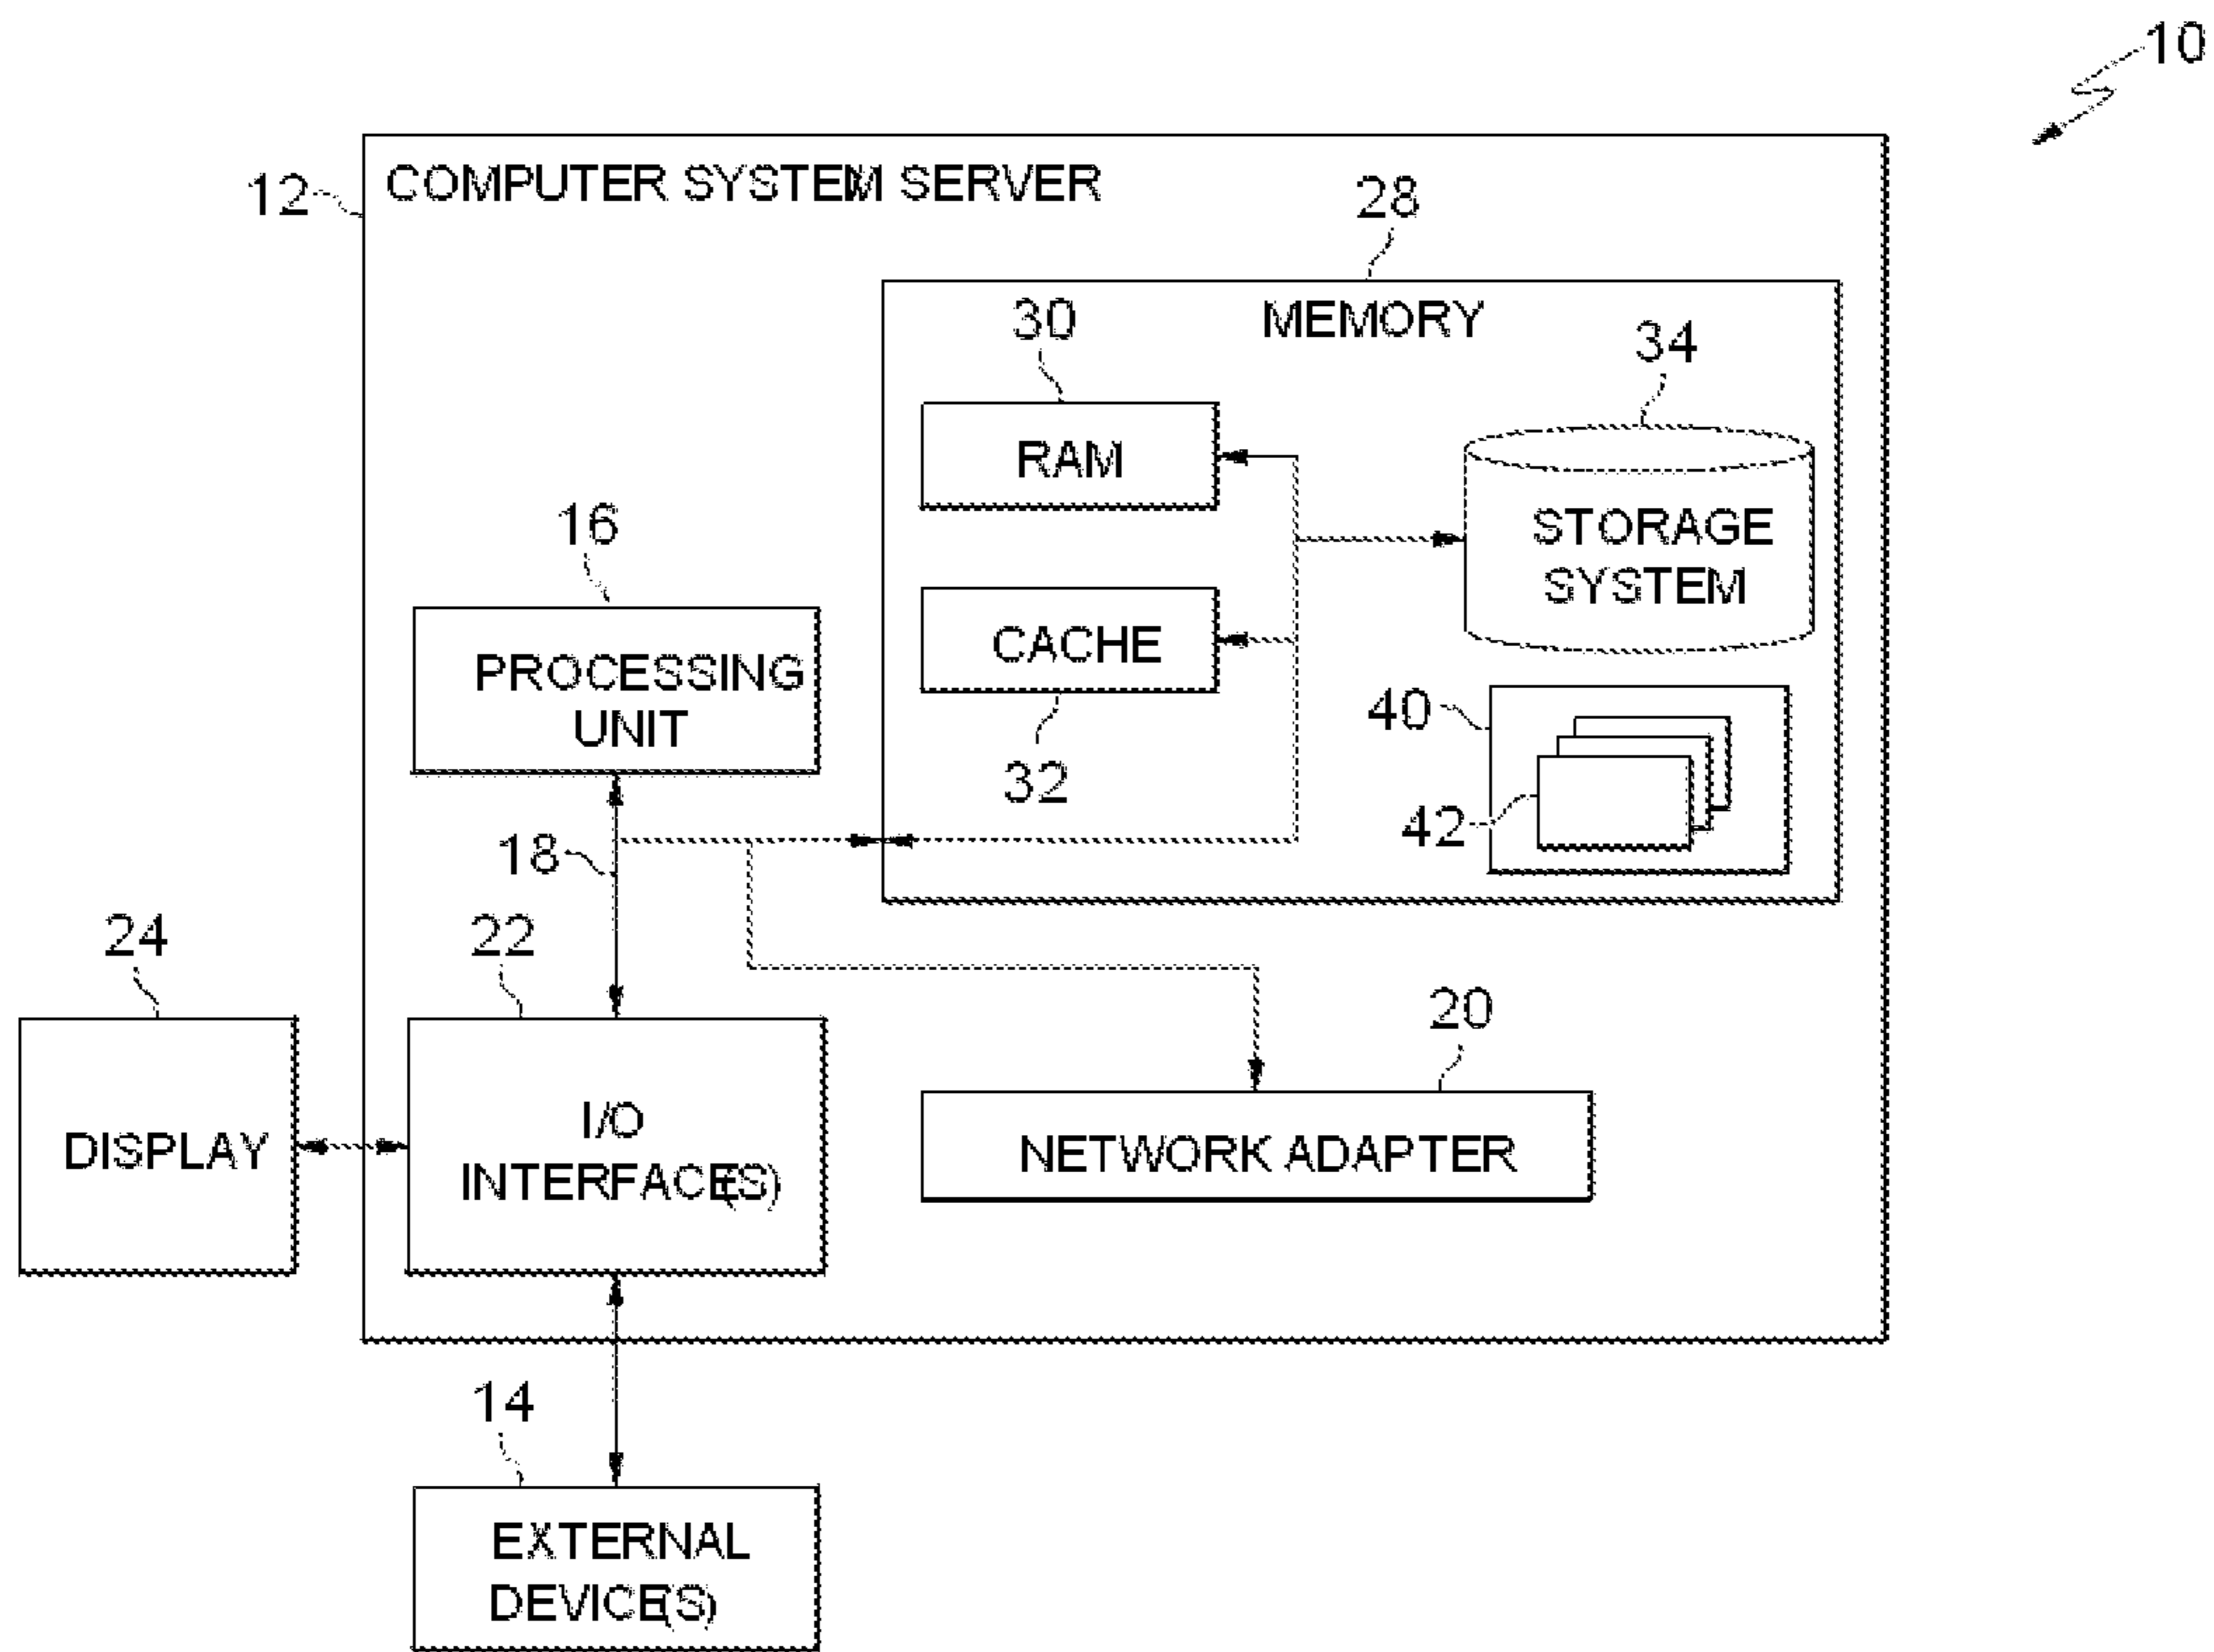 10
12
COMPUTER SYSTEM SERVER
28
MEMORY
30
34
RAM
STORAGE
SYSTEM
16
CACHE
PROCESSING
UNIT
32
40
42
18
24
22
20
DISPLAY
I/O
INTERFACE(S)
NETWORK ADAPTER
14
EXTERNAL
DEVICE(S)